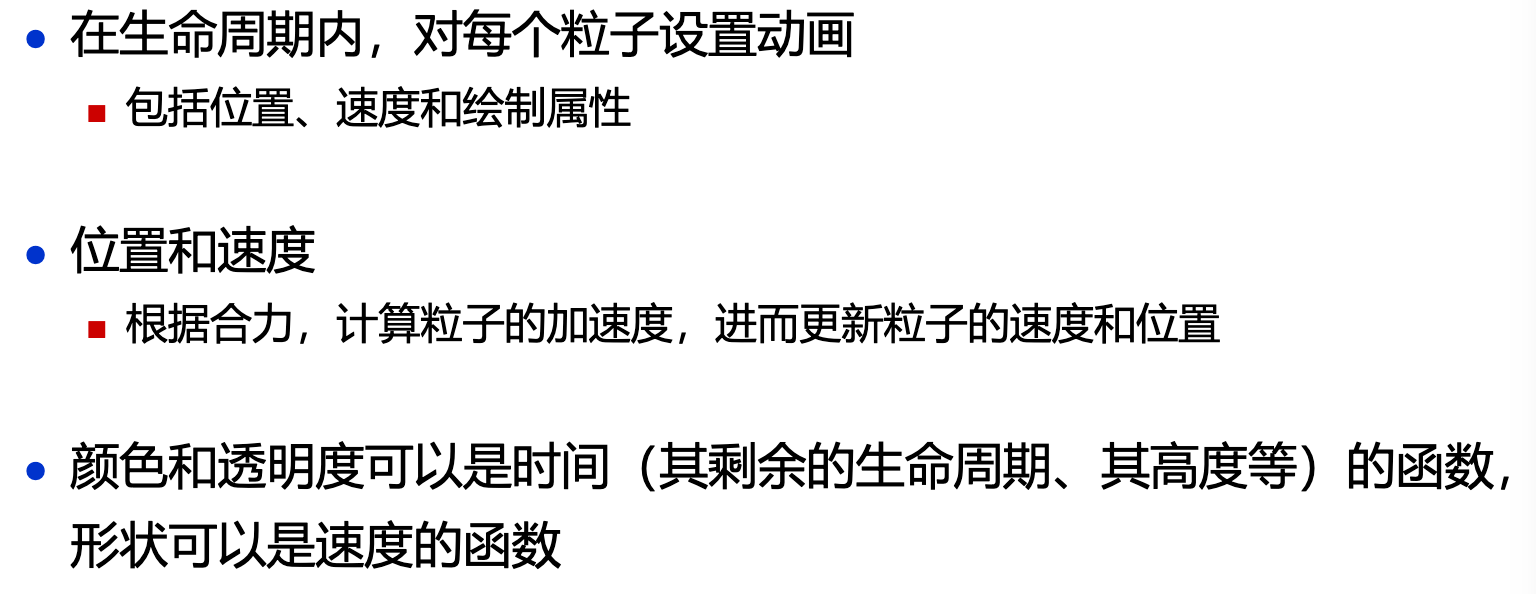 ● 在生命周期内，对每个粒子设置动画
■ 包括位置、速度和绘制属性
● 位置和速度
■ 根据合力，计算粒子的加速度，进而更新粒子的速度和位置
● 颜色和透明度可以是时间（其剩余的生命周期、其高度等）的函数，
形状可以是速度的函数